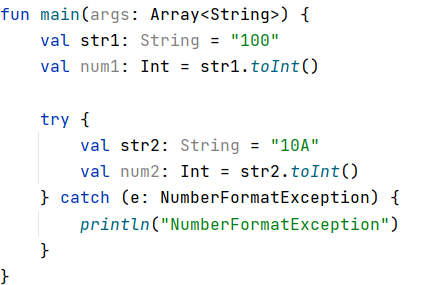 fun main(args: Array<String>) {
    val str1: String = "100"
    val num1: Int = str1.toInt()

    try {
        val str2: String = "10A"
        val num2: Int = str2.toInt()
    } catch (e: NumberFormatException) {
        println("NumberFormatException")
    }
}